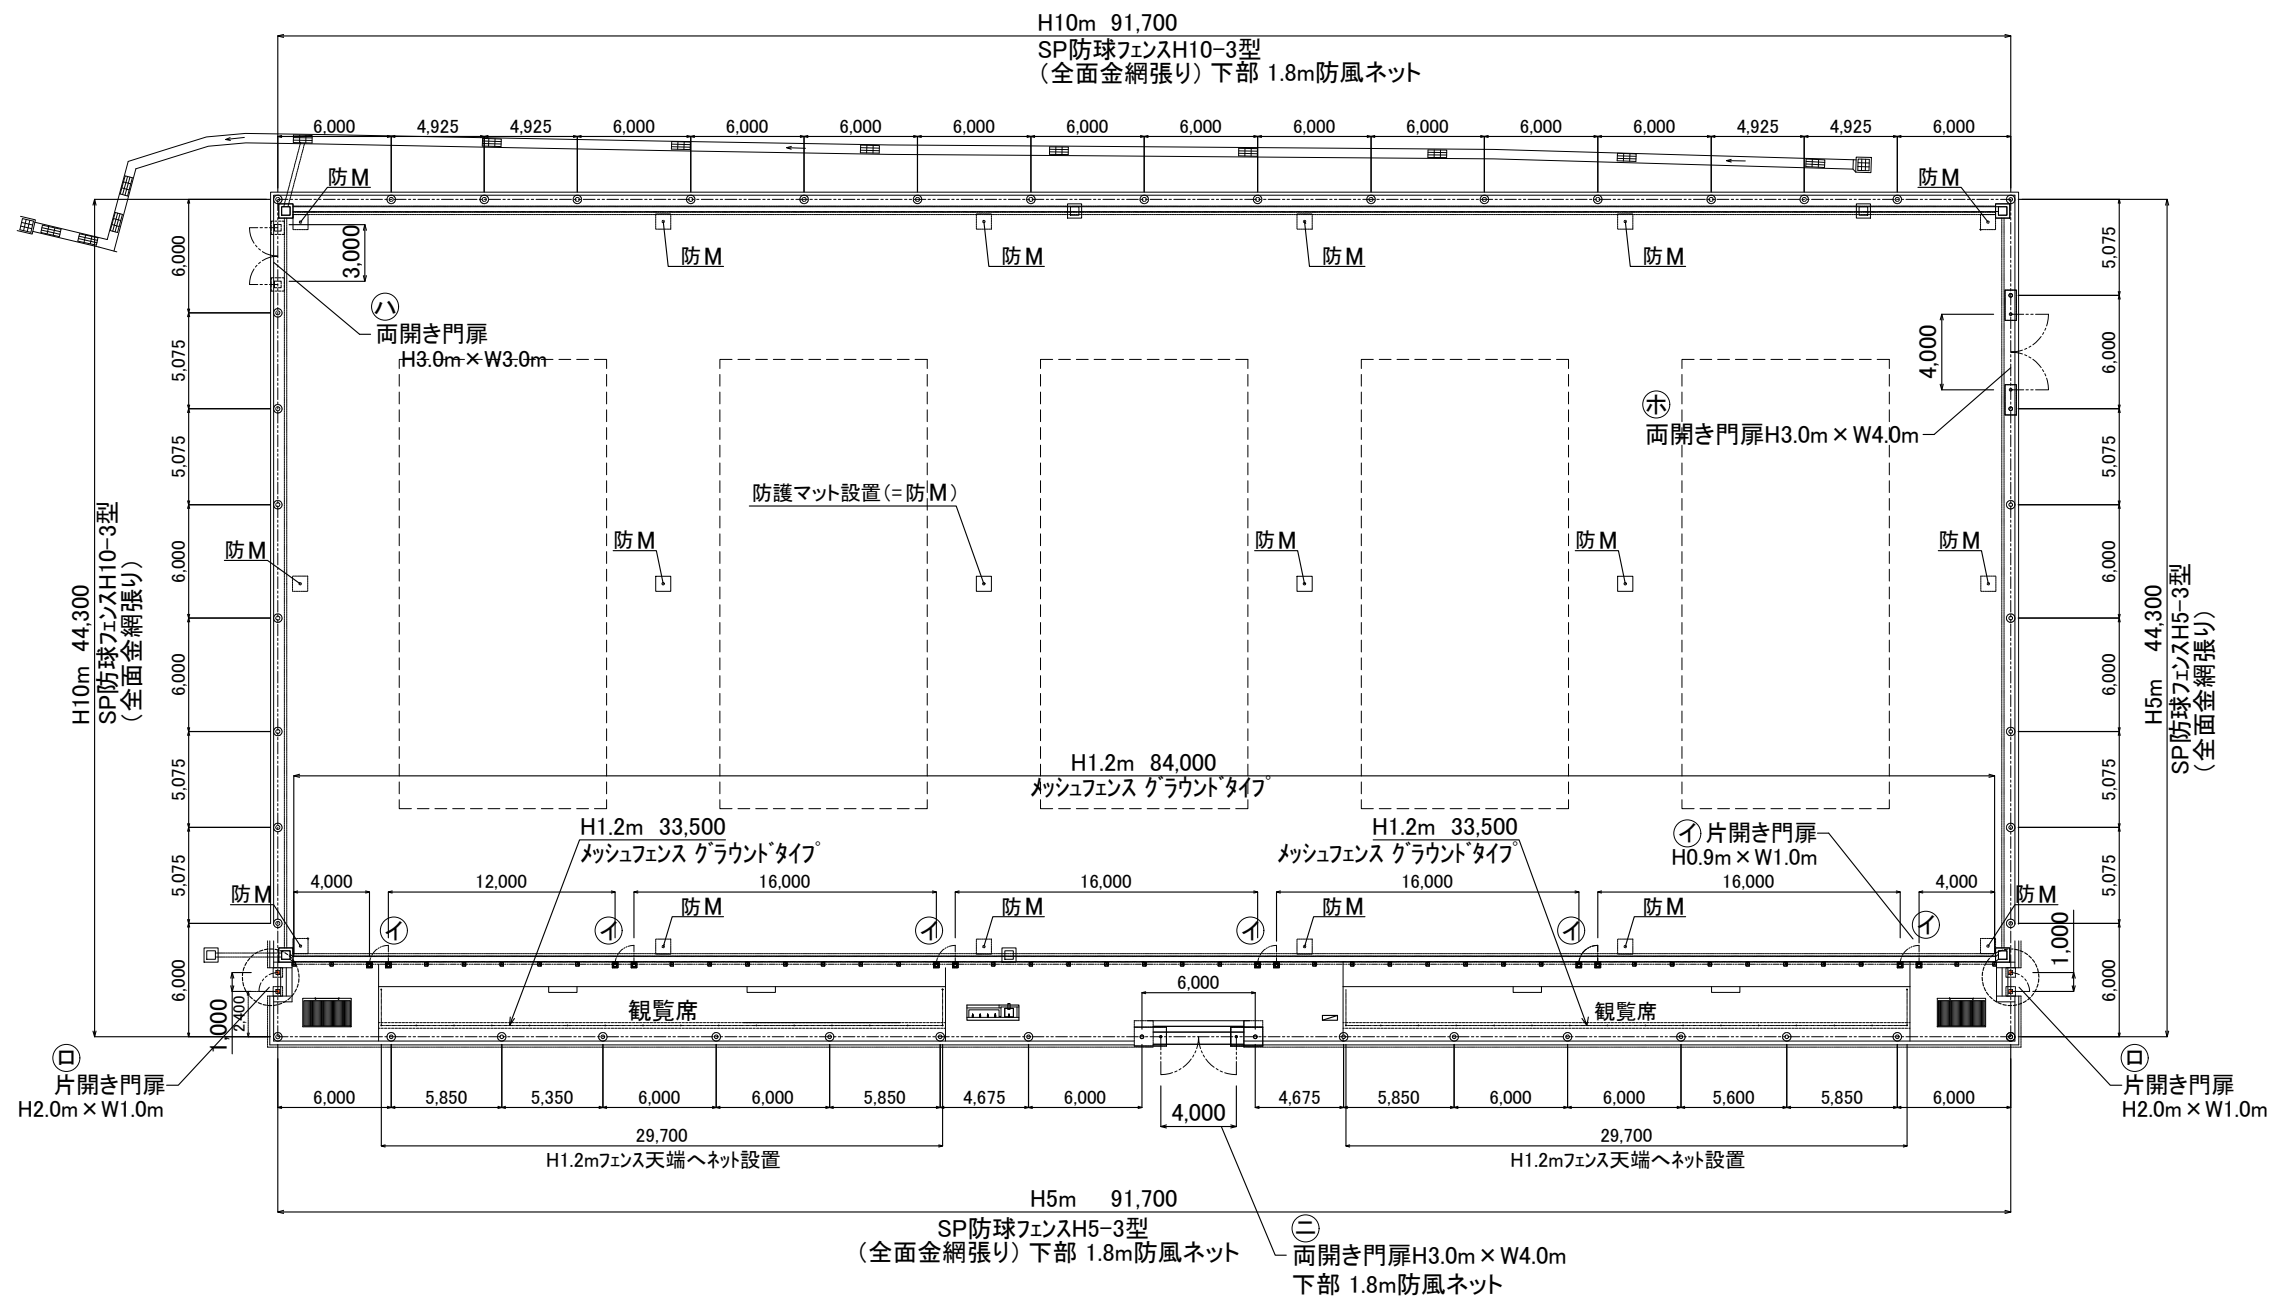 H10m 91,700
SP防球フェンスH10-3型
（全面金網張り）下部 1.8m防風ネット
6,000 4,925 4,925 6,000 6,000 6,000 6,000 6,000 6,000 6,000 6,000 6,000 6,000 4,925 4,925 6,000
防M
防M
防M
防M
防M
防M
3,000
ハ
両開き門扉
H3.0m×W3.0m
4,000
ホ
両開き門扉H3.0m×W4.0m
H10m 44,300
SP防球フェンスH10-3型
（全面金網張り）
6,000
5,075
5,075
6,000
6,000
5,075
5,075
6,000
5,075
6,000
5,075
6,000
6,000
5,075
5,075
6,000
H5m 44,300
SP防球フェンスH5-3型
（全面金網張り）
防護マット設置（=防M）
防M
防M
防M
防M
防M
H1.2m 84,000
メッシュフェンス グラウンドタイプ
H1.2m 33,500
メッシュフェンス グラウンドタイプ
H1.2m 33,500
メッシュフェンス グラウンドタイプ
イ 片開き門扉
H0.9m×W1.0m
4,000 12,000 16,000 16,000 16,000 16,000 4,000
防M
防M
防M
防M
防M
防M
イ
イ
イ
イ
イ
イ
1,000
1,000
2,400
観覧席
6,000
観覧席
ロ
片開き門扉
H2.0m×W1.0m
ロ
片開き門扉
H2.0m×W1.0m
6,000 5,850 5,350 6,000 6,000 5,850 4,675 6,000 4,000 4,675 5,850 6,000 6,000 5,600 5,850 6,000
29,700
H1.2mフェンス天端へネット設置
29,700
H1.2mフェンス天端へネット設置
H5m 91,700
SP防球フェンスH5-3型
（全面金網張り）下部 1.8m防風ネット
ニ
両開き門扉H3.0m×W4.0m
下部 1.8m防風ネット